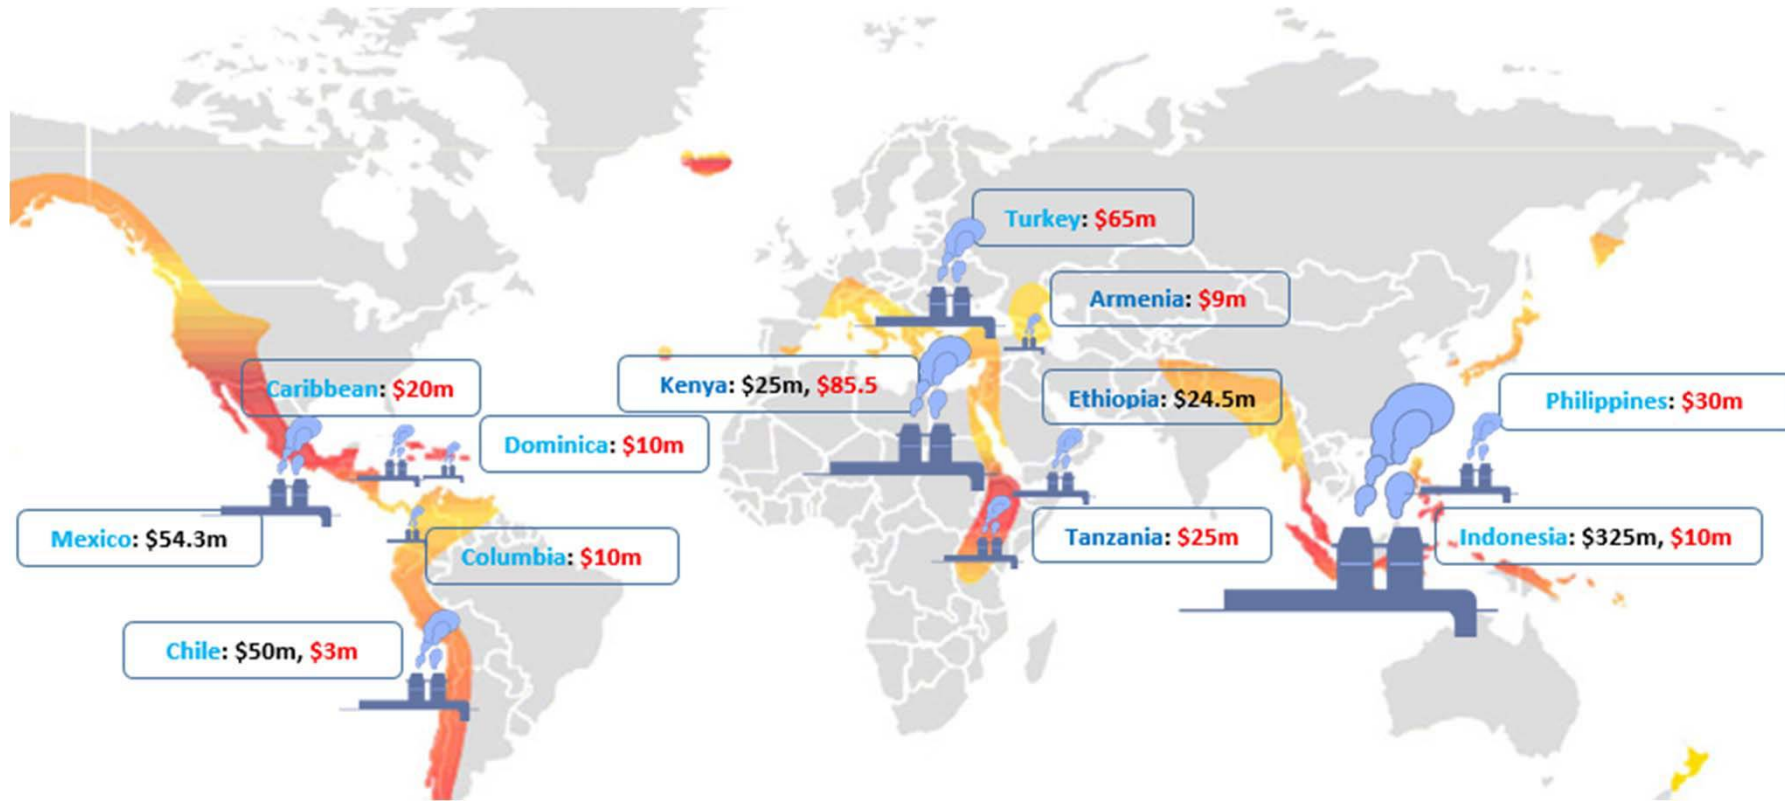 Turkey: $65m
Armenia: $9m
Caribbean: $20m
Kenya: $25m, $85.5
Ethiopia: $24.5m
Philippines: $30m
Dominica: $10m
Mexico: $54.3m
Columbia: $10m
Tanzania: $25m
Indonesia: $325m, $10m
Chile: $50m, $3m